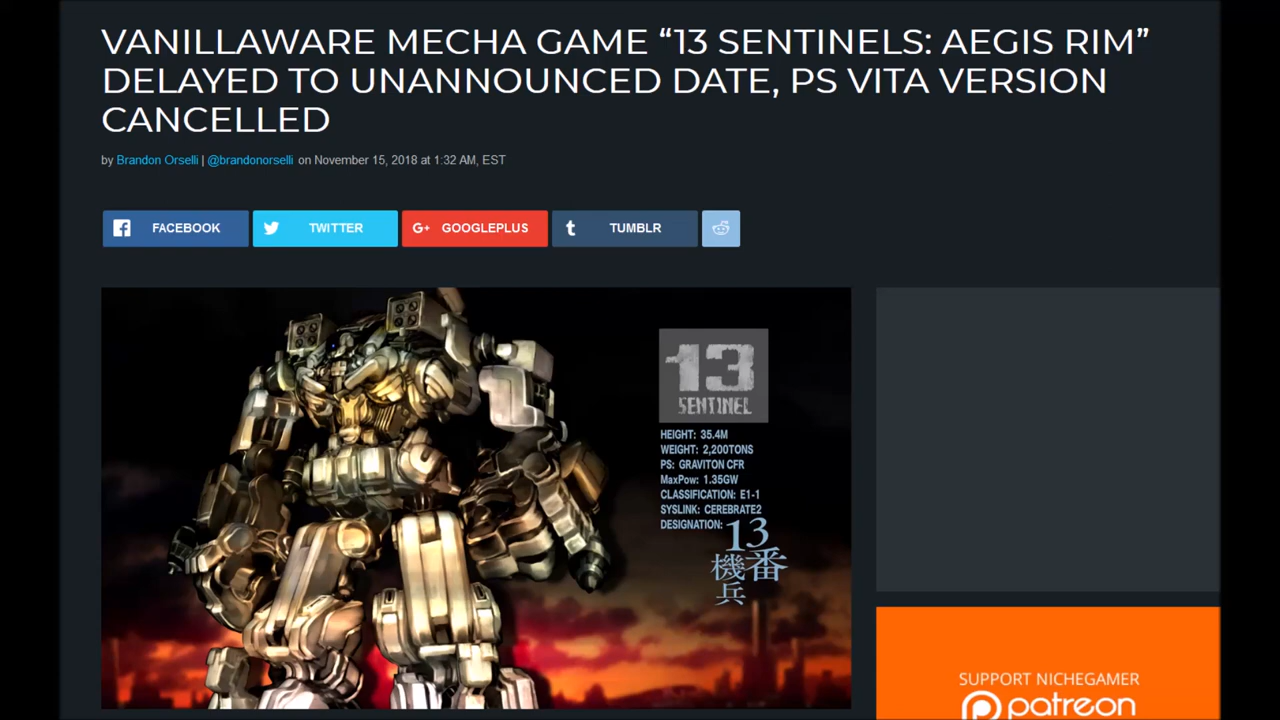 VANILLAWARE MECHA GAME “13 SENTINELS: AEGIS RIM”
DELAYED TO UNANNOUNCED DATE, PS VITA VERSION
CANCELLED
by Brandon Orselli | @brandonorselli on November 15, 2018 at 1:32 AM, EST
FACEBOOK
TWITTER
G+ GOOGLEPLUS
t TUMBLR
13
SENTINEL
HEIGHT: 35.4M
WEIGHT: 2,200TONS
PS: GRAVITON CFR
MaxPow: 1.35GW
CLASSIFICATION: E1-1
SYSLINK: CEREBRATE2
DESIGNATION: 13番
機兵
SUPPORT NICHEGAMER
patreon